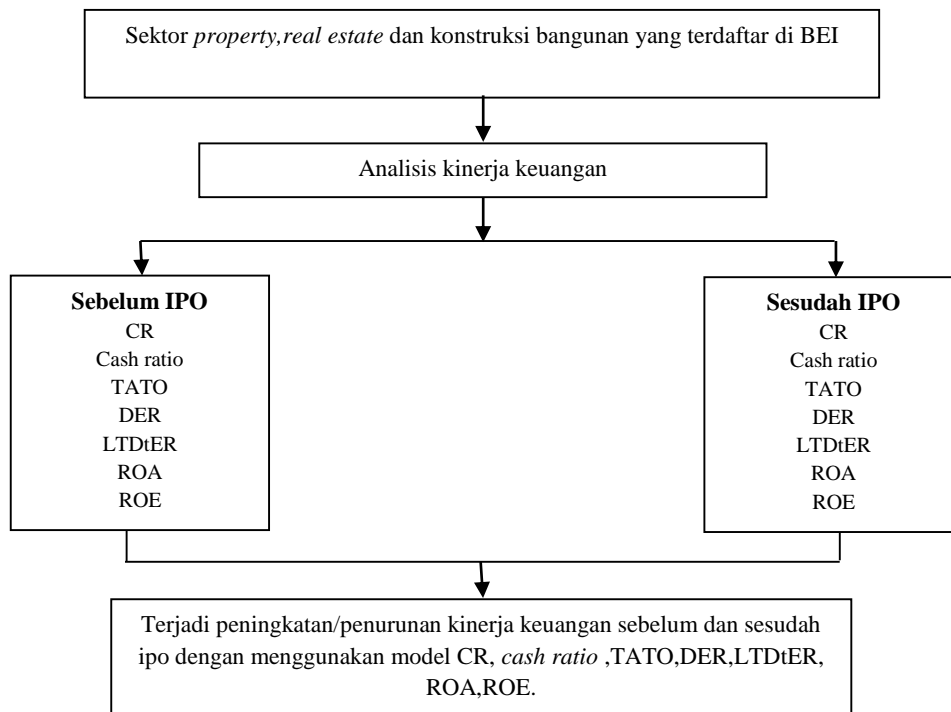 Sektor property,real estate dan konstruksi bangunan yang terdaftar di BEI
Analisis kinerja keuangan
Sebelum IPO
CR
Cash ratio
TATO
DER
LTDtER
ROA
ROE
Sesudah IPO
CR
Cash ratio
TATO
DER
LTDtER
ROA
ROE
Terjadi peningkatan/penurunan kinerja keuangan sebelum dan sesudah
ipo dengan menggunakan model CR, cash ratio ,TATO,DER,LTDtER,
ROA,ROE.